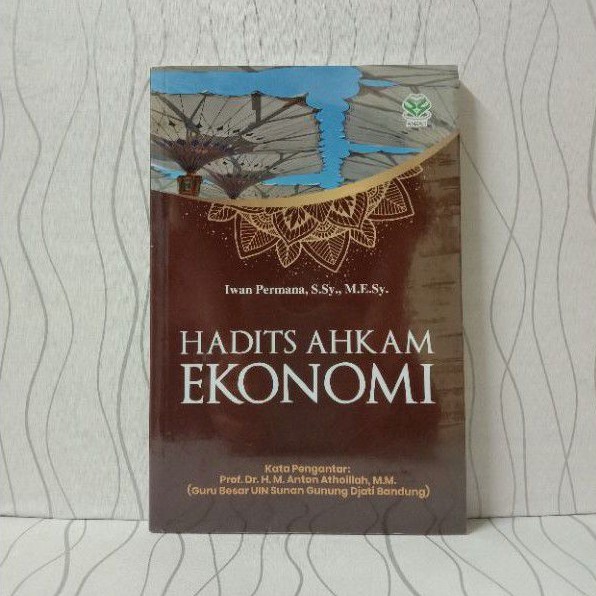 Iwan Permana, S.Sy., M.E.Sy.
HADITS AHKAM
EKONOMI
Kata Pengantar:
Prof. Dr. H. M. Anton Athoillah, M.M.
(Guru Besar UIN Sunan Gunung Djati Bandung)